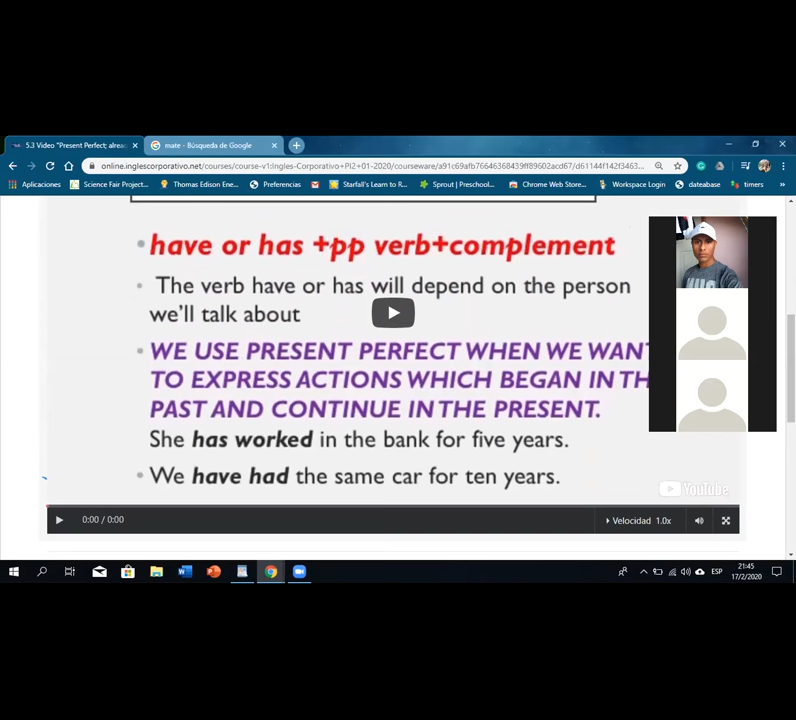 5.3 Video "Present Perfect; alread
mate - Búsqueda de Google
online.inglescorporativo.net/courses/course-v1:Ingles-Corporativo+PI2+01-2020/courseware/a91c69afb76646368439ff89602acd67/d61144f142f3463...
Aplicaciones
Science Fair Project...
Thomas Edison Ene...
Preferencias
Starfall's Learn to R...
Sprout | Preschool...
Chrome Web Store...
Workspace Login
dateabase
timers
»
•have or has +pp verb+complement
• The verb have or has will depend on the person
we'll talk about
• WE USE PRESENT PERFECT WHEN WE WANT
TO EXPRESS ACTIONS WHICH BEGAN IN TH
PAST AND CONTINUE IN THE PRESENT.
She has worked in the bank for five years.
• We have had the same car for ten years.
YouTube
0:00 / 0:00
Velocidad 1.0x
ESP
21:45
17/2/2020